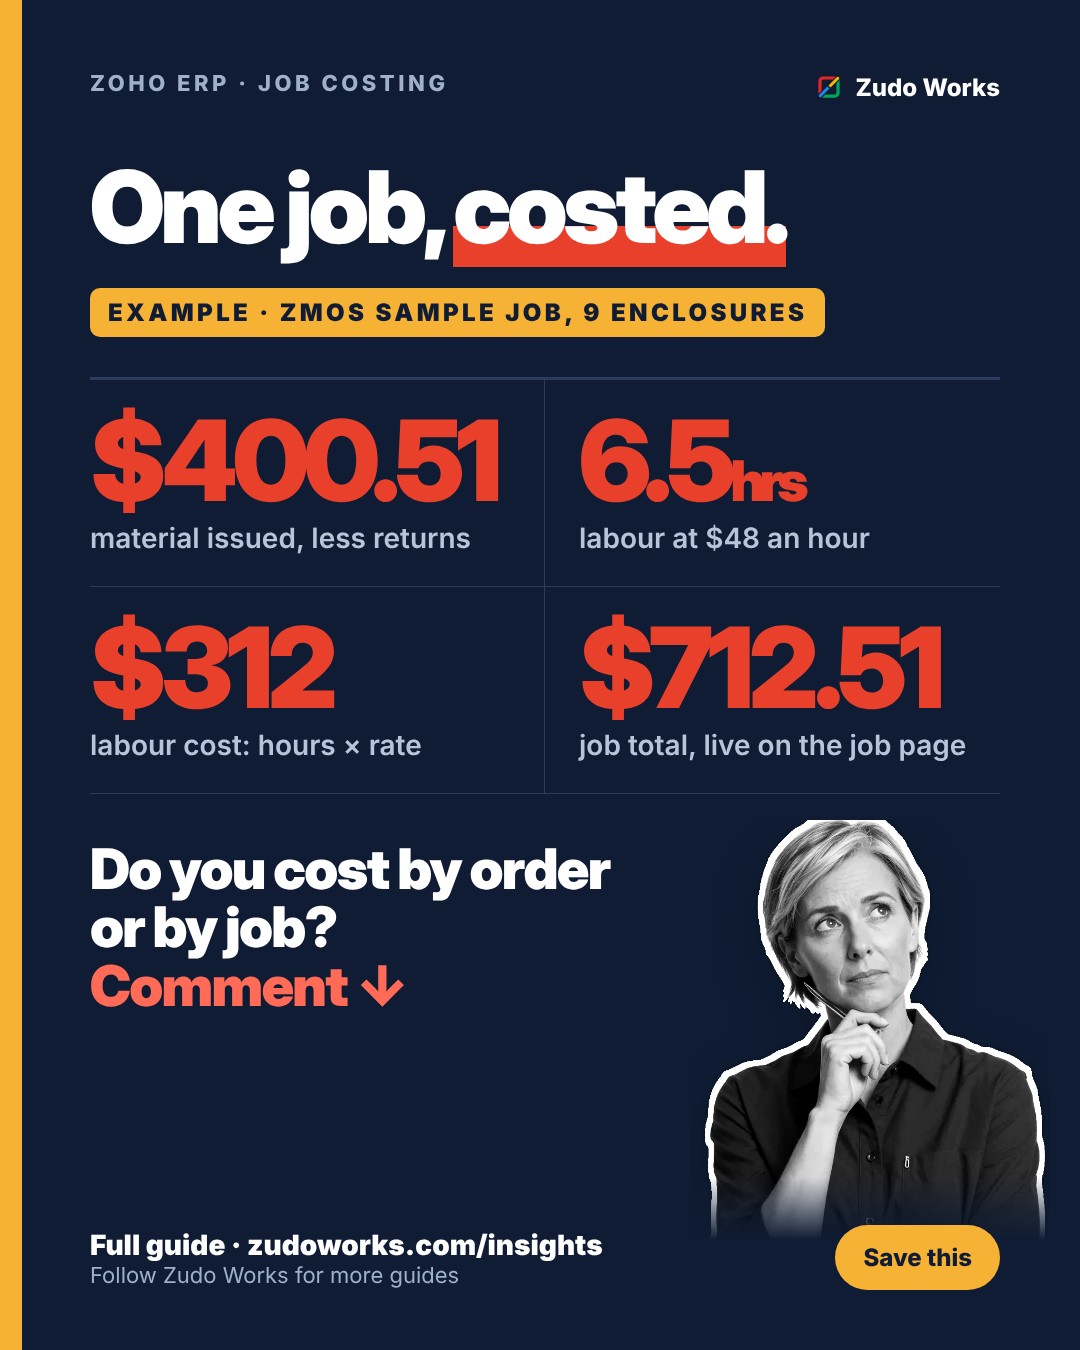 ZOHO ERP · JOB COSTING
Zudo Works
One job, costed.
EXAMPLE · ZMOS SAMPLE JOB, 9 ENCLOSURES
$400.51
material issued, less returns
6.5hrs
labour at $48 an hour
$312
labour cost: hours × rate
$712.51
job total, live on the job page
Do you cost by order
or by job?
Comment ↓
Full guide · zudoworks.com/insights
Follow Zudo Works for more guides
Save this